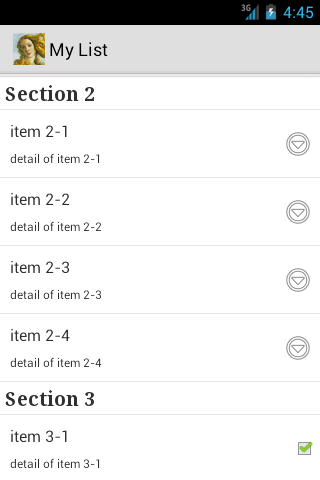 3G 4:45
My List
Section 2
item 2-1
detail of item 2-1
item 2-2
detail of item 2-2
item 2-3
detail of item 2-3
item 2-4
detail of item 2-4
Section 3
item 3-1
detail of item 3-1